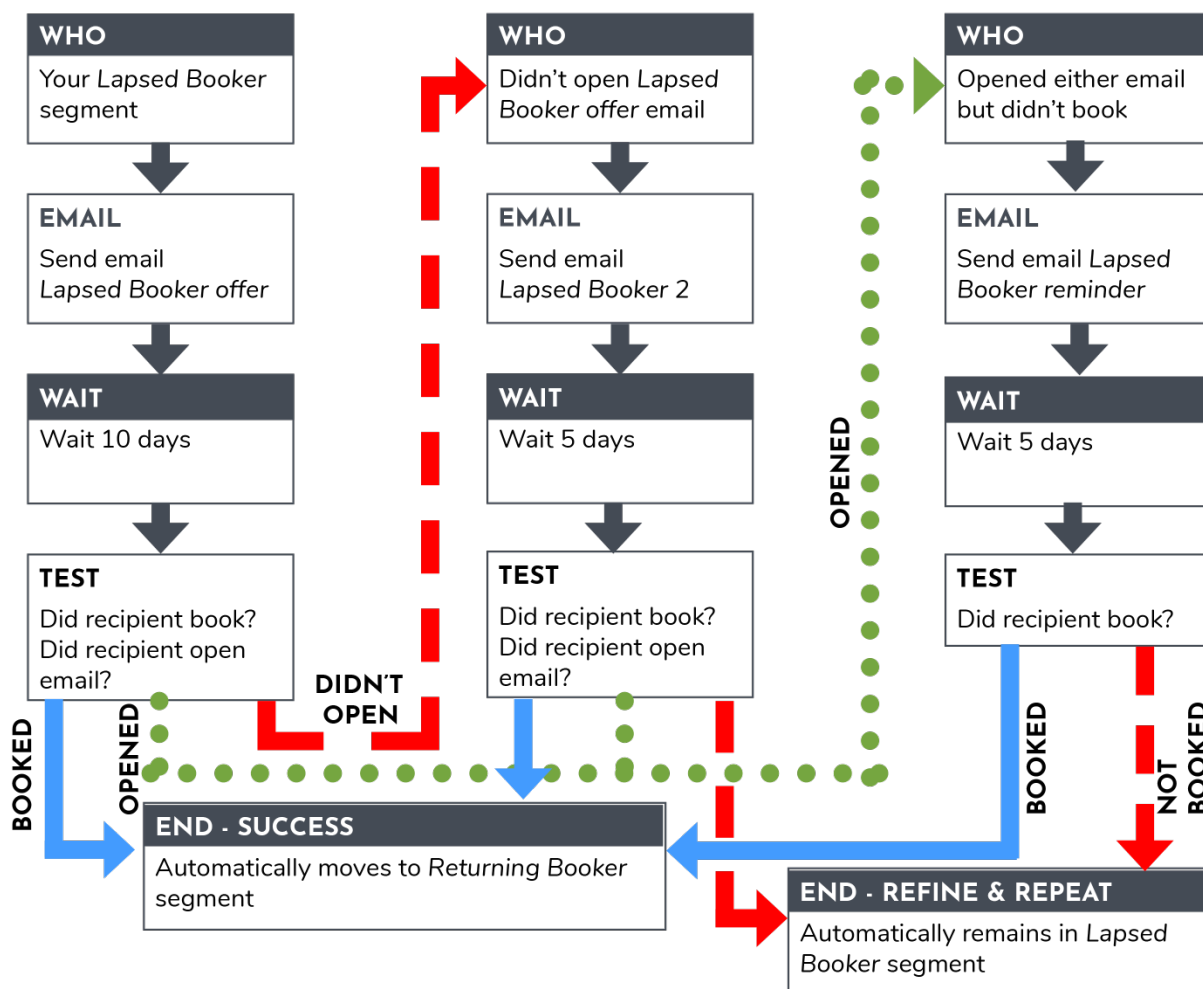 WHO
Your Lapsed Booker
segment
EMAIL
Send email
Lapsed Booker offer
WAIT
Wait 10 days
TEST
Did recipient book?
Did recipient open
email?
BOOKED
OPENED
DIDN'T
OPEN
WHO
Didn't open Lapsed
Booker offer email
EMAIL
Send email
Lapsed Booker 2
WAIT
Wait 5 days
TEST
Did recipient book?
Did recipient open
email?
OPENED
WHO
Opened either email
but didn't book
EMAIL
Send email Lapsed
Booker reminder
WAIT
Wait 5 days
TEST
Did recipient book?
BOOKED
NOT
BOOKED
END - SUCCESS
Automatically moves to Returning Booker
segment
END - REFINE & REPEAT
Automatically remains in Lapsed
Booker segment